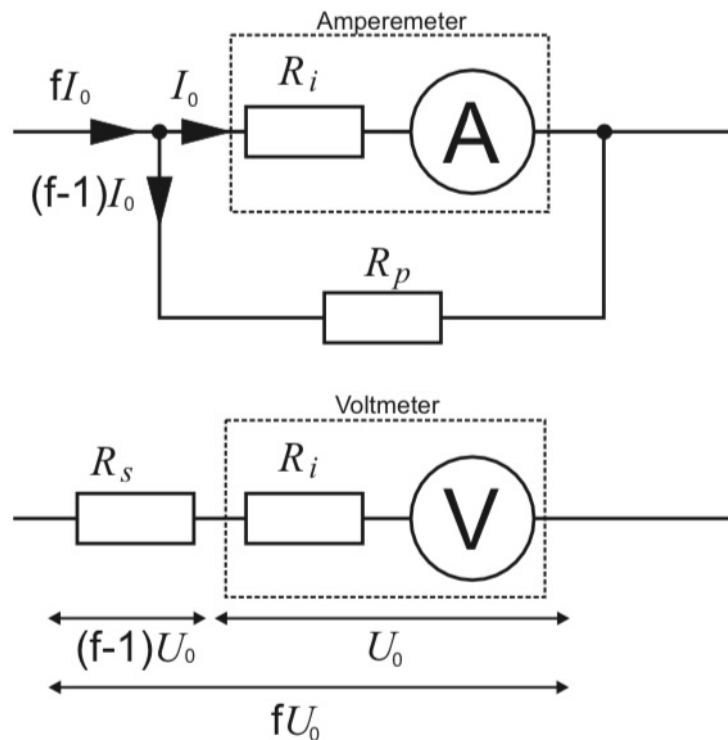 Amperemeter
fI₀ I₀ Rᵢ A
(f-1)I₀
Rₚ
Voltmeter
Rₛ Rᵢ V
(f-1)U₀ U₀
fU₀